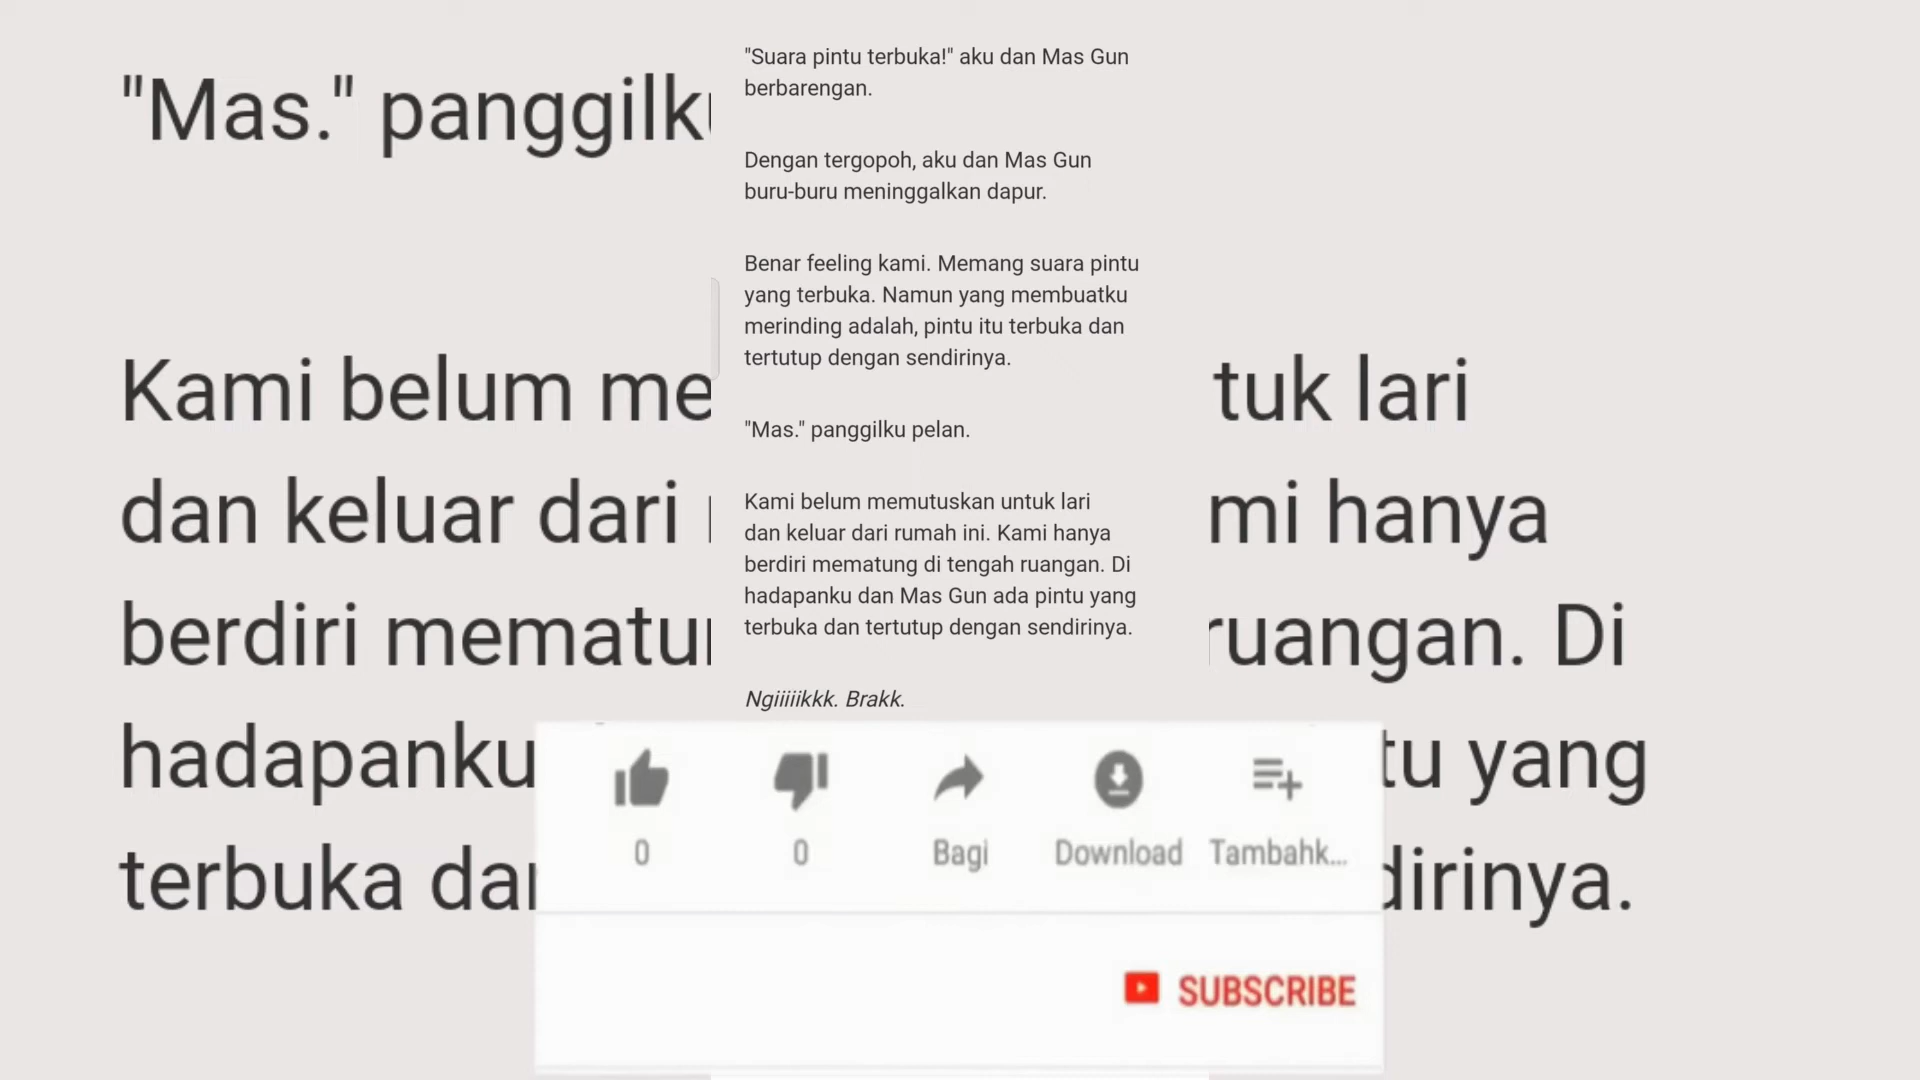 "Suara pintu terbuka!" aku dan Mas Gun
berbarengan.
Dengan tergopoh, aku dan Mas Gun
buru-buru meninggalkan dapur.
Benar feeling kami. Memang suara pintu
yang terbuka. Namun yang membuatku
merinding adalah, pintu itu terbuka dan
tertutup dengan sendirinya.
"Mas." panggilku pelan.
Kami belum memutuskan untuk lari
dan keluar dari rumah ini. Kami hanya
berdiri mematung di tengah ruangan. Di
hadapanku dan Mas Gun ada pintu yang
terbuka dan tertutup dengan sendirinya.
Ngiiiiikkk. Brakk.
"Mas." panggilku
Kami belum me tuk lari
dan keluar dari mi hanya
berdiri mematu ruangan. Di
hadapanku tu yang
terbuka dan dirinya.
0 0 Bagi Download Tambahk...
SUBSCRIBE